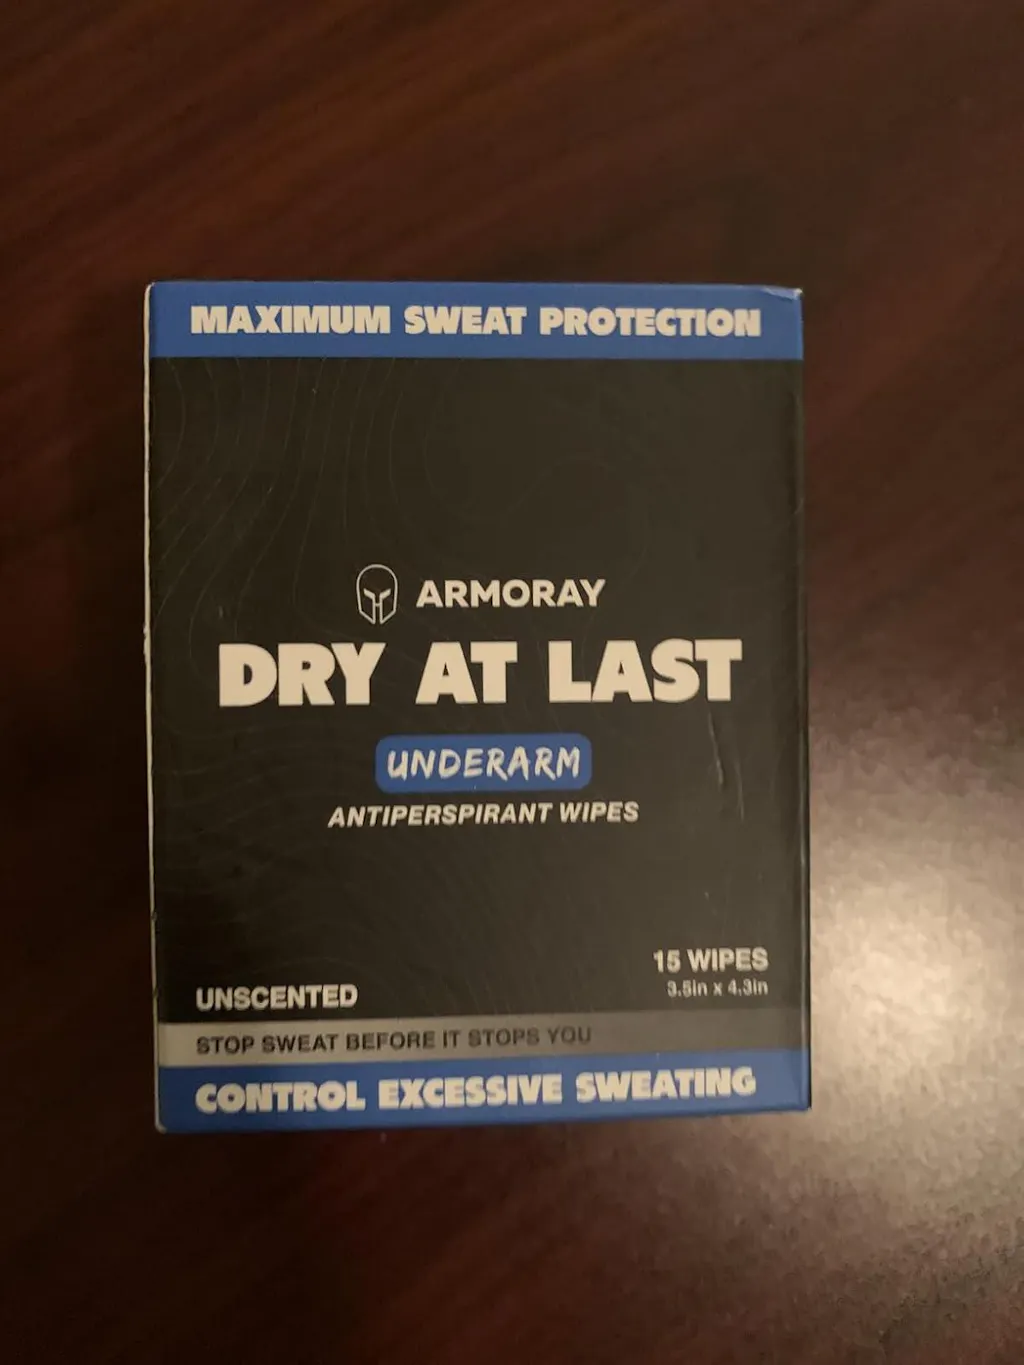 MAXIMUM SWEAT PROTECTION
ARMORAY
DRY AT LAST
UNDERARM
ANTIPERSPIRANT WIPES
15 WIPES
3.5in x 4.3in
UNSCENTED
STOP SWEAT BEFORE IT STOPS YOU
CONTROL EXCESSIVE SWEATING